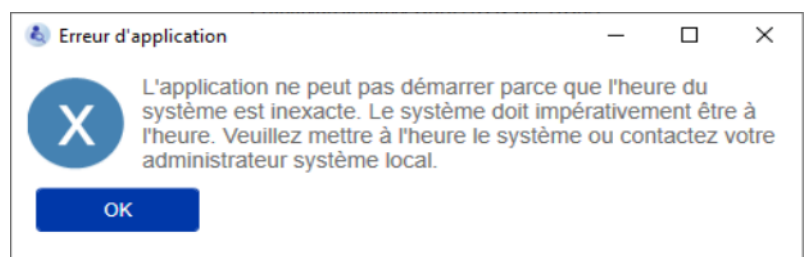 Erreur d'application
L'application ne peut pas démarrer parce que l'heure du
système est inexacte. Le système doit impérativement être à
l'heure. Veuillez mettre à l'heure le système ou contactez votre
administrateur système local.
OK